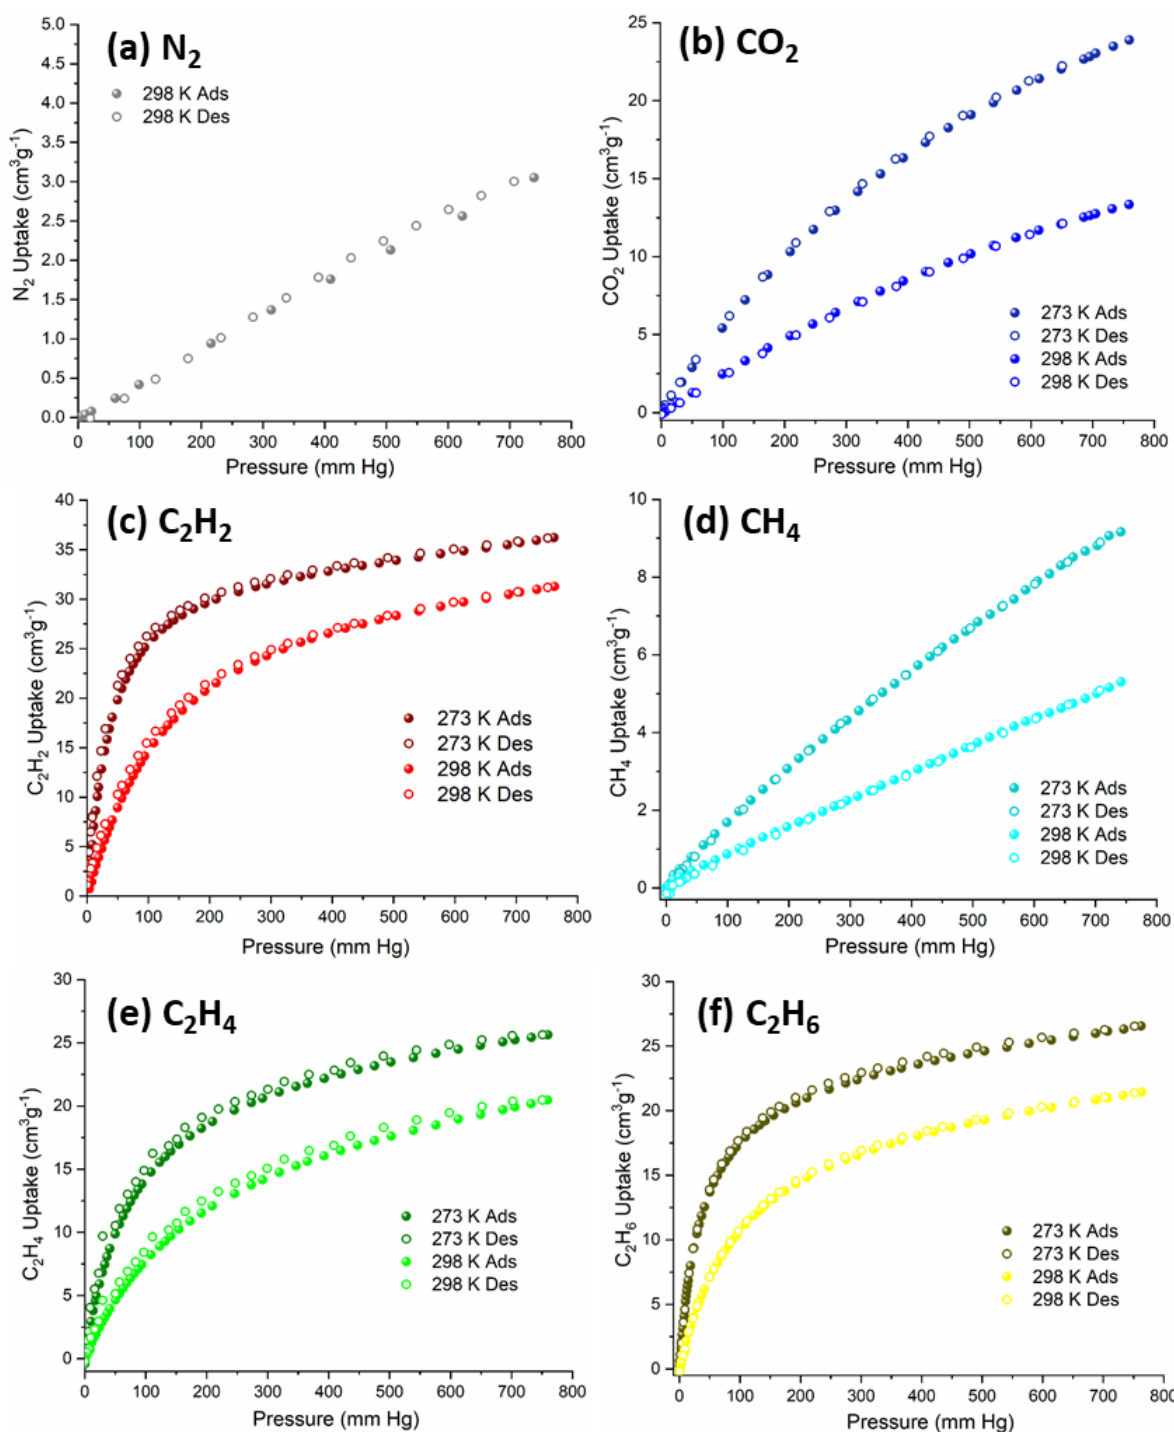 (a) N₂
5.0
4.5
4.0
3.5
3.0
2.5
2.0
1.5
1.0
0.5
0.0
N₂ Uptake (cm³g⁻¹)
298 K Ads
298 K Des
0 100 200 300 400 500 600 700 800
Pressure (mm Hg)
(b) CO₂
25
20
15
10
5
0
CO₂ Uptake (cm³g⁻¹)
273 K Ads
273 K Des
298 K Ads
298 K Des
0 100 200 300 400 500 600 700 800
Pressure (mm Hg)
(c) C₂H₂
40
35
30
25
20
15
10
5
0
C₂H₂ Uptake (cm³g⁻¹)
273 K Ads
273 K Des
298 K Ads
298 K Des
0 100 200 300 400 500 600 700 800
Pressure (mm Hg)
(d) CH₄
10
8
6
4
2
0
CH₄ Uptake (cm³g⁻¹)
273 K Ads
273 K Des
298 K Ads
298 K Des
0 100 200 300 400 500 600 700 800
Pressure (mm Hg)
(e) C₂H₄
30
25
20
15
10
5
0
C₂H₄ Uptake (cm³g⁻¹)
273 K Ads
273 K Des
298 K Ads
298 K Des
0 100 200 300 400 500 600 700 800
Pressure (mm Hg)
(f) C₂H₆
30
25
20
15
10
5
0
C₂H₆ Uptake (cm³g⁻¹)
273 K Ads
273 K Des
298 K Ads
298 K Des
0 100 200 300 400 500 600 700 800
Pressure (mm Hg)